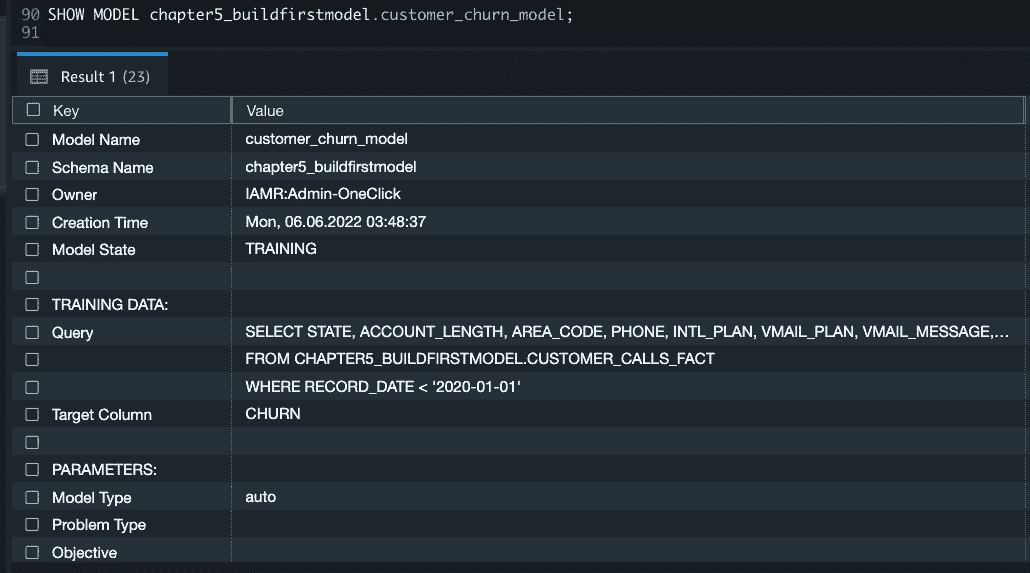 90 SHOW MODEL chapter5_buildfirstmodel.customer_churn_model;
91
Result 1 (23)
Key Value
Model Name customer_churn_model
Schema Name chapter5_buildfirstmodel
Owner IAMR:Admin-OneClick
Creation Time Mon, 06.06.2022 03:48:37
Model State TRAINING
TRAINING DATA:
Query SELECT STATE, ACCOUNT_LENGTH, AREA_CODE, PHONE, INTL_PLAN, VMAIL_PLAN, VMAIL_MESSAGE,...
FROM CHAPTER5_BUILDFIRSTMODEL.CUSTOMER_CALLS_FACT
WHERE RECORD_DATE < '2020-01-01'
Target Column CHURN
PARAMETERS:
Model Type auto
Problem Type
Objective